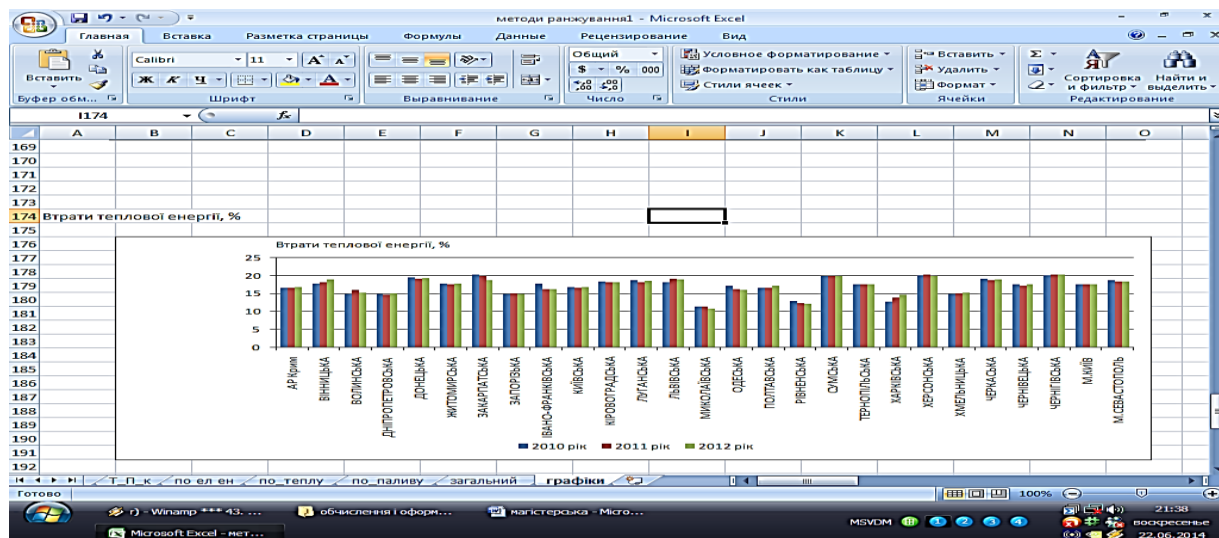 методи ранжування1 - Microsoft Excel
Главная Вставка Разметка страницы Формулы Данные Рецензирование Вид
Вставить Calibri 11 A A Общий Условное форматирование Вставить Σ
Ж К Ч $ % 000 Форматировать как таблицу Удалить Сортировка и фильтр Найти и выделить
Стили ячеек Формат
Буфер обм... Шрифт Выравнивание Число Стили Ячейки Редактирование
I174 fx
A B C D E F G H I J K L M N O
169
170
171
172
173
174 Втрати теплової енергії, %
175
176 Втрати теплової енергії, %
177 25
178 20
179 15
180
181 10
182 5
183 0
184
185
186
187
188
189
190
191
192
АР Крим
ВІННИЦЬКА
ВОЛИНСЬКА
ДНІПРОПЕТРОВСЬКА
ДОНЕЦЬКА
ЖИТОМИРСЬКА
ЗАКАРПАТСЬКА
ЗАПОРІЗЬКА
ІВАНО-ФРАНКІВСЬКА
КИЇВСЬКА
КІРОВОГРАДСЬКА
ЛУГАНСЬКА
ЛЬВІВСЬКА
МИКОЛАЇВСЬКА
ОДЕСЬКА
ПОЛТАВСЬКА
РІВНЕНСЬКА
СУМСЬКА
ТЕРНОПІЛЬСЬКА
ХАРКІВСЬКА
ХЕРСОНСЬКА
ХМЕЛЬНИЦЬКА
ЧЕРКАСЬКА
ЧЕРНІВЕЦЬКА
ЧЕРНІГІВСЬКА
М.КИЇВ
М.СЕВАСТОПОЛЬ
2010 рік 2011 рік 2012 рік
Т_П_к по ел ен по_теплу по_паливу загальний графіки
Готово 100%
r) - Winamp *** 43. ... обчислення і оформ... магістерська - Micro...
MSVDM 1 2 3 4 21:38
воскресенье
Microsoft Excel - мет... 22.06.2014